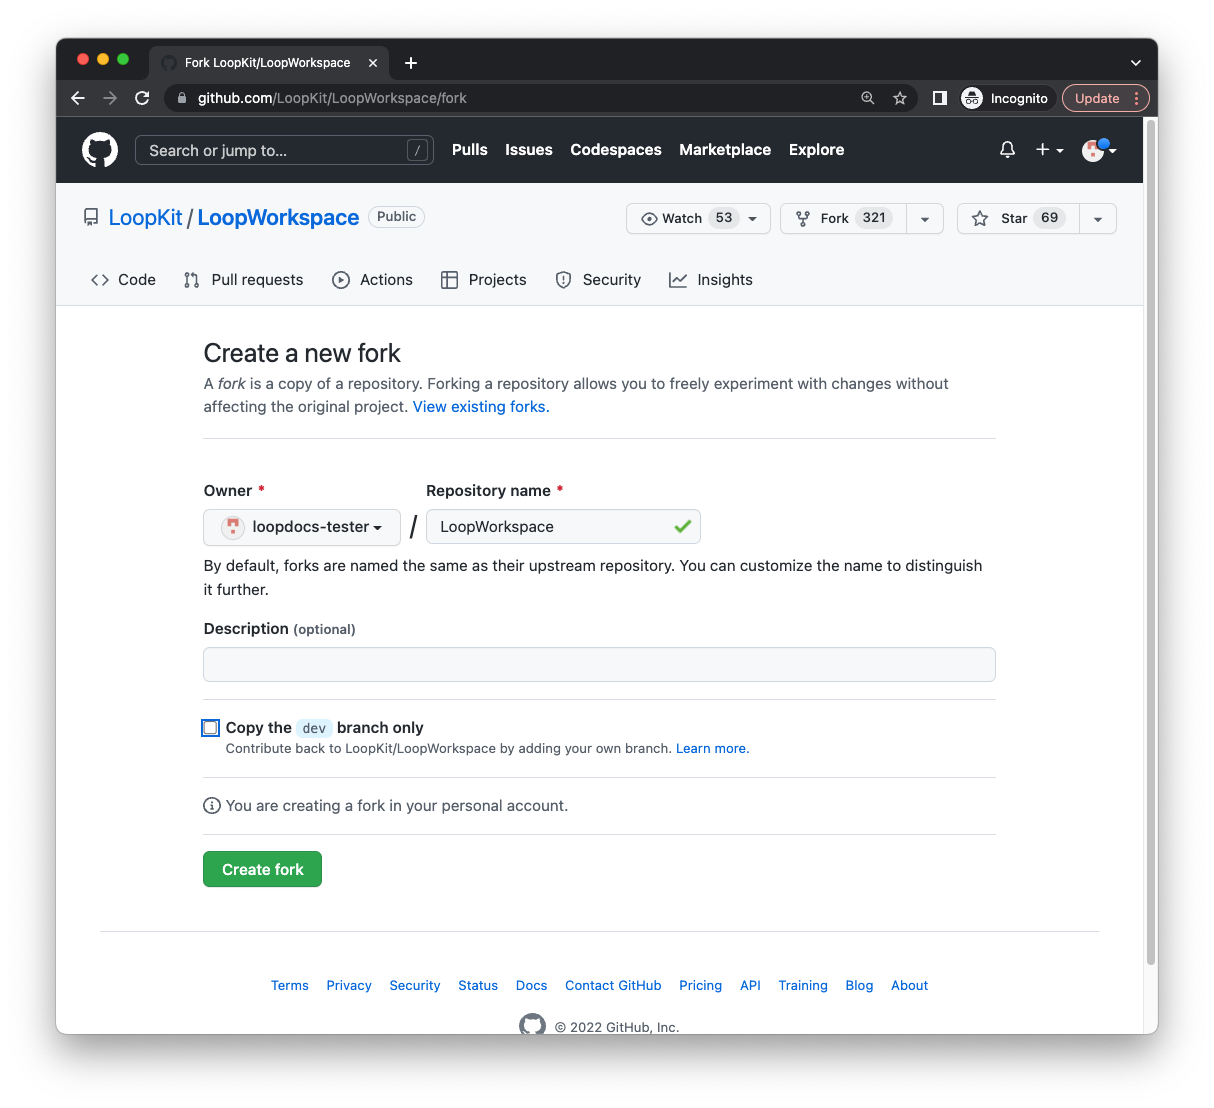 Fork LoopKit/LoopWorkspace
github.com/LoopKit/LoopWorkspace/fork
Incognito
Update
Search or jump to...
/
Pulls
Issues
Codespaces
Marketplace
Explore
LoopKit / LoopWorkspace
Public
Watch 53
Fork 321
Star 69
Code
Pull requests
Actions
Projects
Security
Insights
Create a new fork
A fork is a copy of a repository. Forking a repository allows you to freely experiment with changes without
affecting the original project. View existing forks.
Owner *
Repository name *
loopdocs-tester
/
LoopWorkspace
By default, forks are named the same as their upstream repository. You can customize the name to distinguish
it further.
Description (optional)
Copy the dev branch only
Contribute back to LoopKit/LoopWorkspace by adding your own branch. Learn more.
You are creating a fork in your personal account.
Create fork
Terms
Privacy
Security
Status
Docs
Contact GitHub
Pricing
API
Training
Blog
About
© 2022 GitHub, Inc.